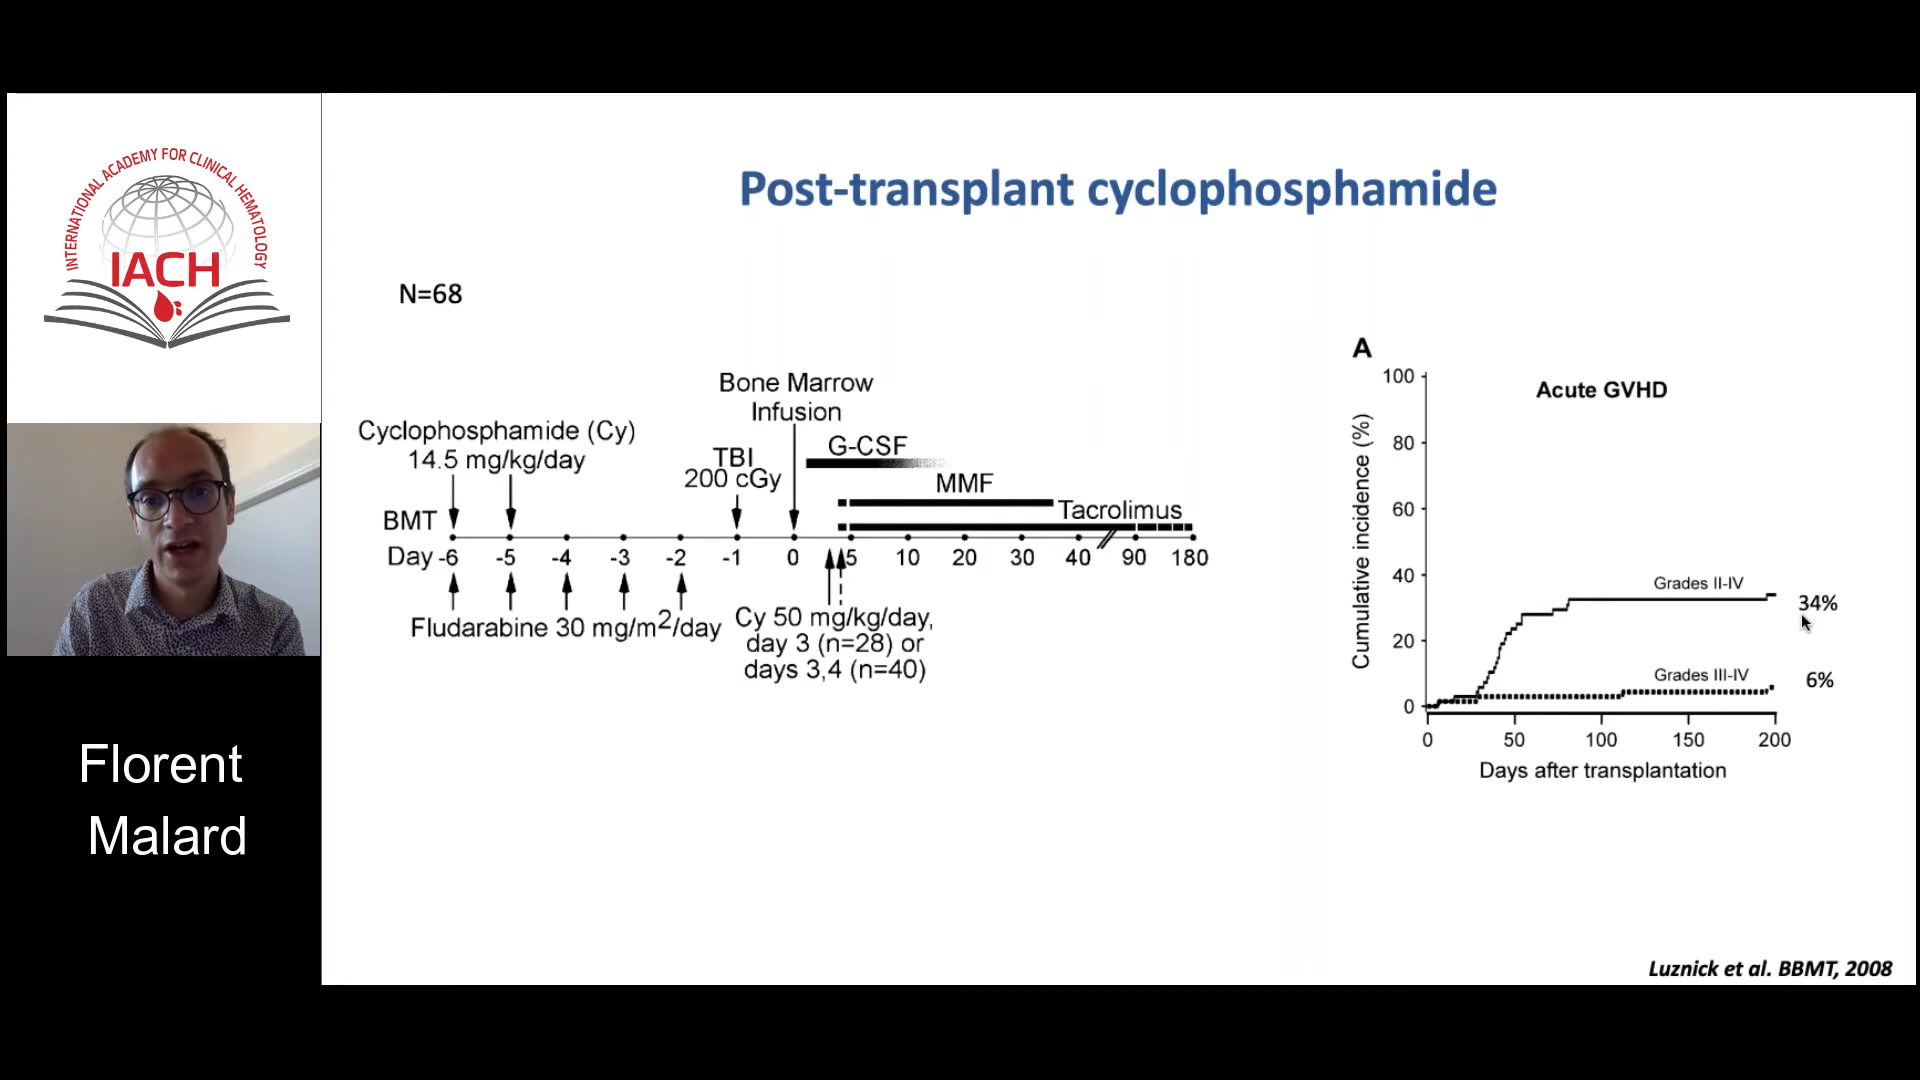 INTERNATIONAL ACADEMY FOR CLINICAL HEMATOLOGY
IACH
Florent
Malard
Post-transplant cyclophosphamide
N=68
Bone Marrow
Infusion
Cyclophosphamide (Cy)
14.5 mg/kg/day
TBI
200 cGy
G-CSF
MMF
Tacrolimus
BMT
Day -6 -5 -4 -3 -2 -1 0 5 10 20 30 40 90 180
Fludarabine 30 mg/m2/day
Cy 50 mg/kg/day,
day 3 (n=28) or
days 3,4 (n=40)
A
Acute GVHD
Cumulative incidence (%)
100
80
60
40
20
0
Grades II-IV
34%
Grades III-IV
6%
0 50 100 150 200
Days after transplantation
Luznick et al. BBMT, 2008